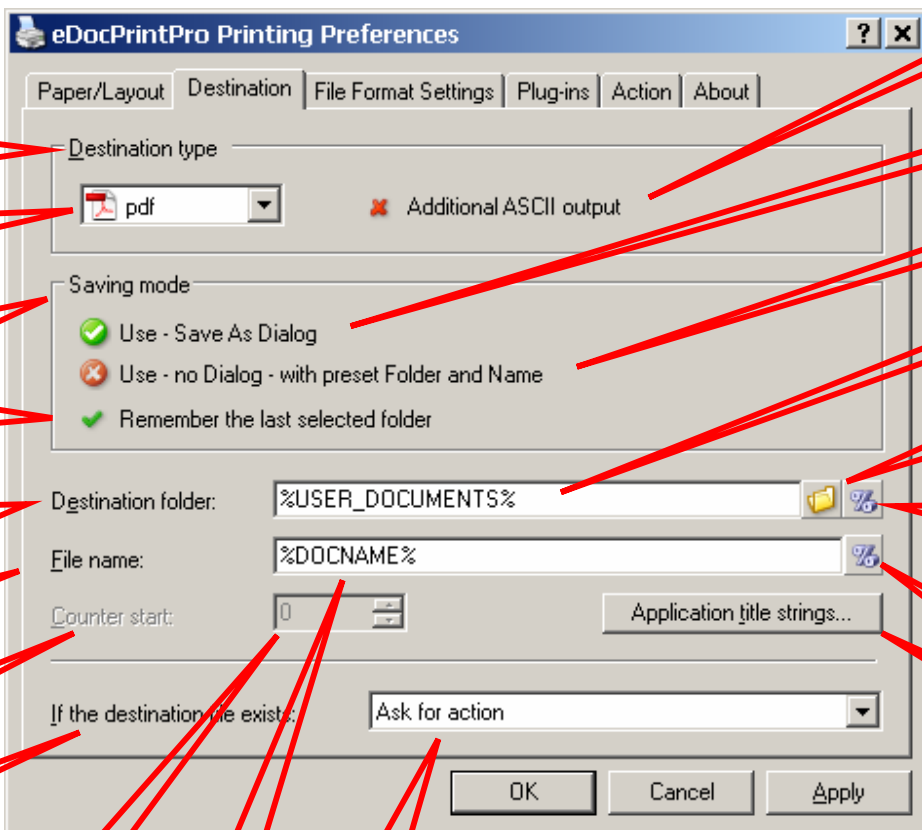 eDocPrintPro Printing Preferences
Paper/Layout Destination File Format Settings Plug-ins Action About
Destination type
pdf Additional ASCII output
Saving mode
Use - Save As Dialog
Use - no Dialog - with preset Folder and Name
Remember the last selected folder
Destination folder: %USER_DOCUMENTS%
File name: %DOCNAME%
Counter start: 0 Application title strings...
If the destination file exists: Ask for action
OK Cancel Apply